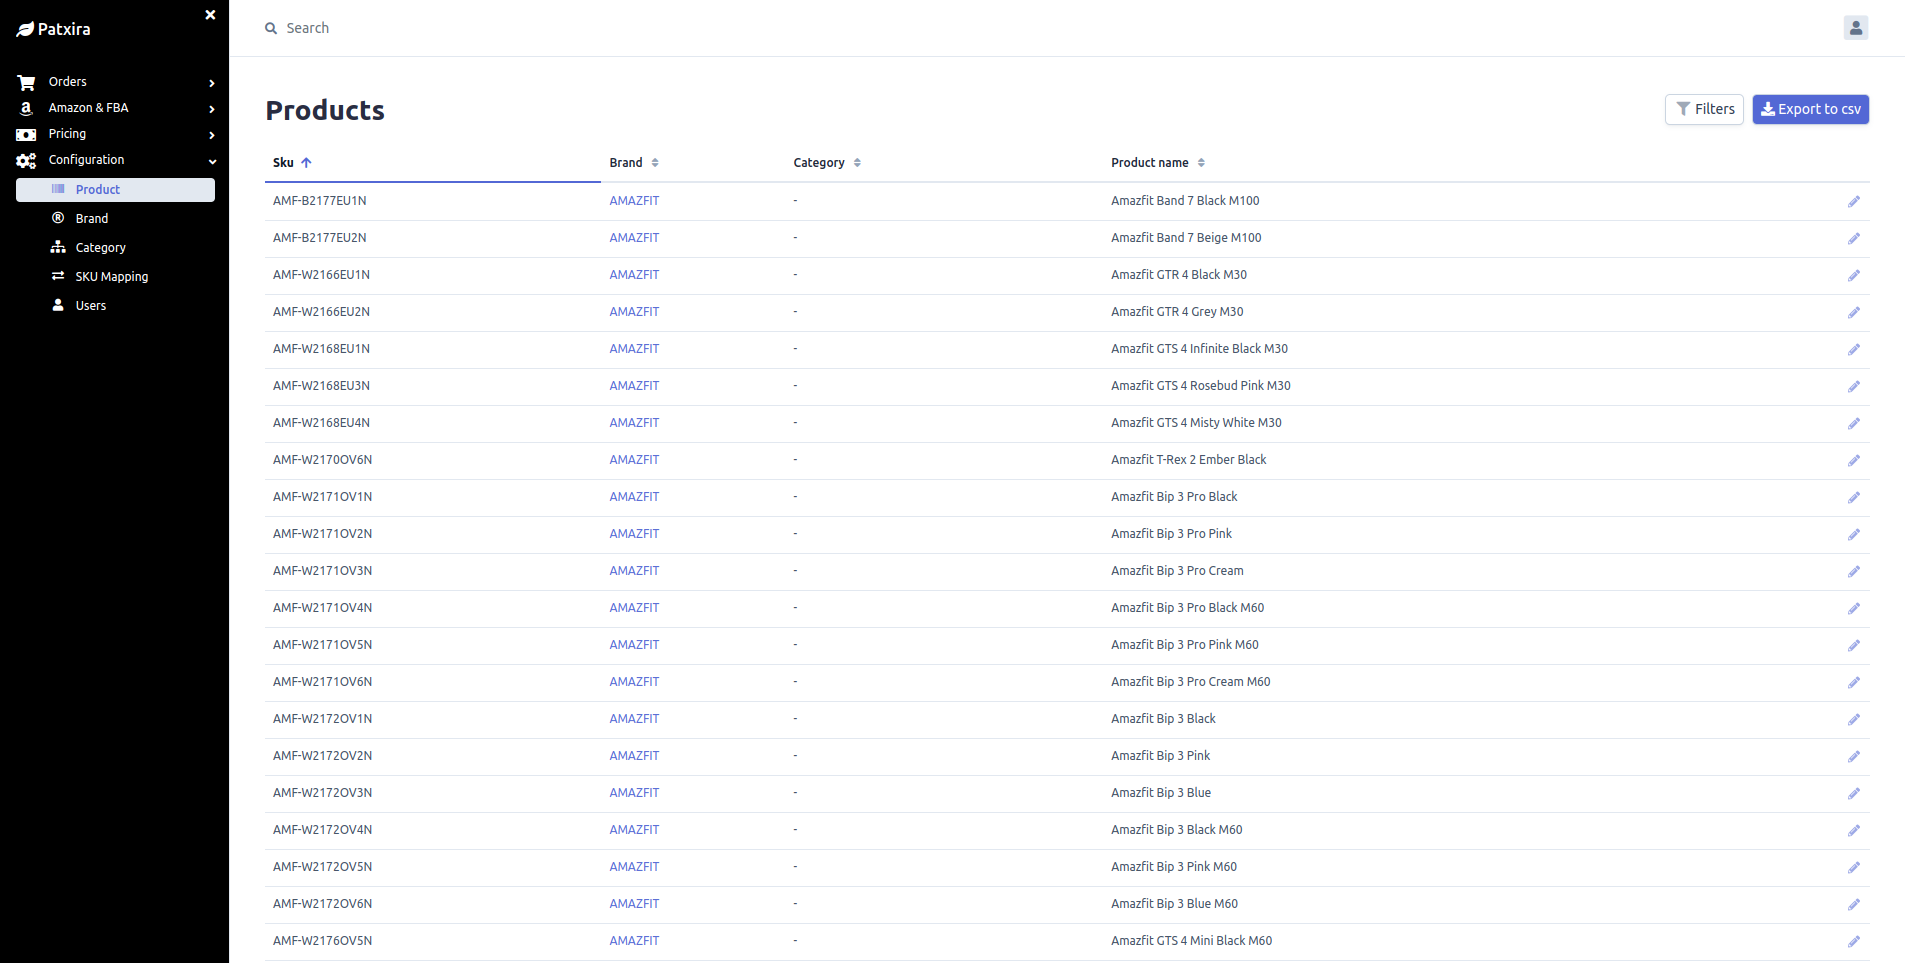 Patxira
Orders
Amazon & FBA
Pricing
Configuration
Product
Brand
Category
SKU Mapping
Users
Search
Products
Filters
Export to csv
Sku Brand Category Product name
AMF-B2177EU1N AMAZFIT - Amazfit Band 7 Black M100
AMF-B2177EU2N AMAZFIT - Amazfit Band 7 Beige M100
AMF-W2166EU1N AMAZFIT - Amazfit GTR 4 Black M30
AMF-W2166EU2N AMAZFIT - Amazfit GTR 4 Grey M30
AMF-W2168EU1N AMAZFIT - Amazfit GTS 4 Infinite Black M30
AMF-W2168EU3N AMAZFIT - Amazfit GTS 4 Rosebud Pink M30
AMF-W2168EU4N AMAZFIT - Amazfit GTS 4 Misty White M30
AMF-W2170OV6N AMAZFIT - Amazfit T-Rex 2 Ember Black
AMF-W2171OV1N AMAZFIT - Amazfit Bip 3 Pro Black
AMF-W2171OV2N AMAZFIT - Amazfit Bip 3 Pro Pink
AMF-W2171OV3N AMAZFIT - Amazfit Bip 3 Pro Cream
AMF-W2171OV4N AMAZFIT - Amazfit Bip 3 Pro Black M60
AMF-W2171OV5N AMAZFIT - Amazfit Bip 3 Pro Pink M60
AMF-W2171OV6N AMAZFIT - Amazfit Bip 3 Pro Cream M60
AMF-W2172OV1N AMAZFIT - Amazfit Bip 3 Black
AMF-W2172OV2N AMAZFIT - Amazfit Bip 3 Pink
AMF-W2172OV3N AMAZFIT - Amazfit Bip 3 Blue
AMF-W2172OV4N AMAZFIT - Amazfit Bip 3 Black M60
AMF-W2172OV5N AMAZFIT - Amazfit Bip 3 Pink M60
AMF-W2172OV6N AMAZFIT - Amazfit Bip 3 Blue M60
AMF-W2176OV5N AMAZFIT - Amazfit GTS 4 Mini Black M60